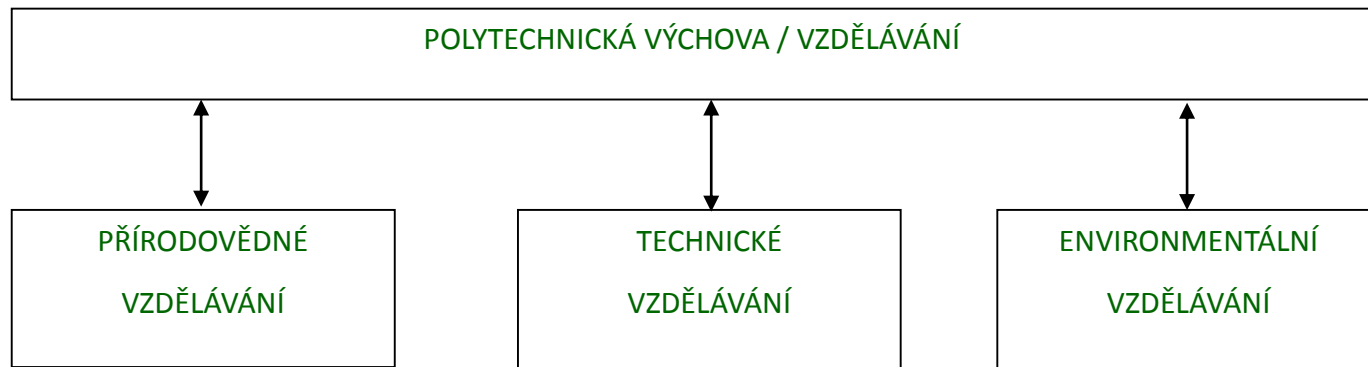 POLYTECHNICKÁ VÝCHOVA / VZDĚLÁVÁNÍ
PŘÍRODOVĚDNÉ
VZDĚLÁVÁNÍ
TECHNICKÉ
VZDĚLÁVÁNÍ
ENVIRONMENTÁLNÍ
VZDĚLÁVÁNÍ